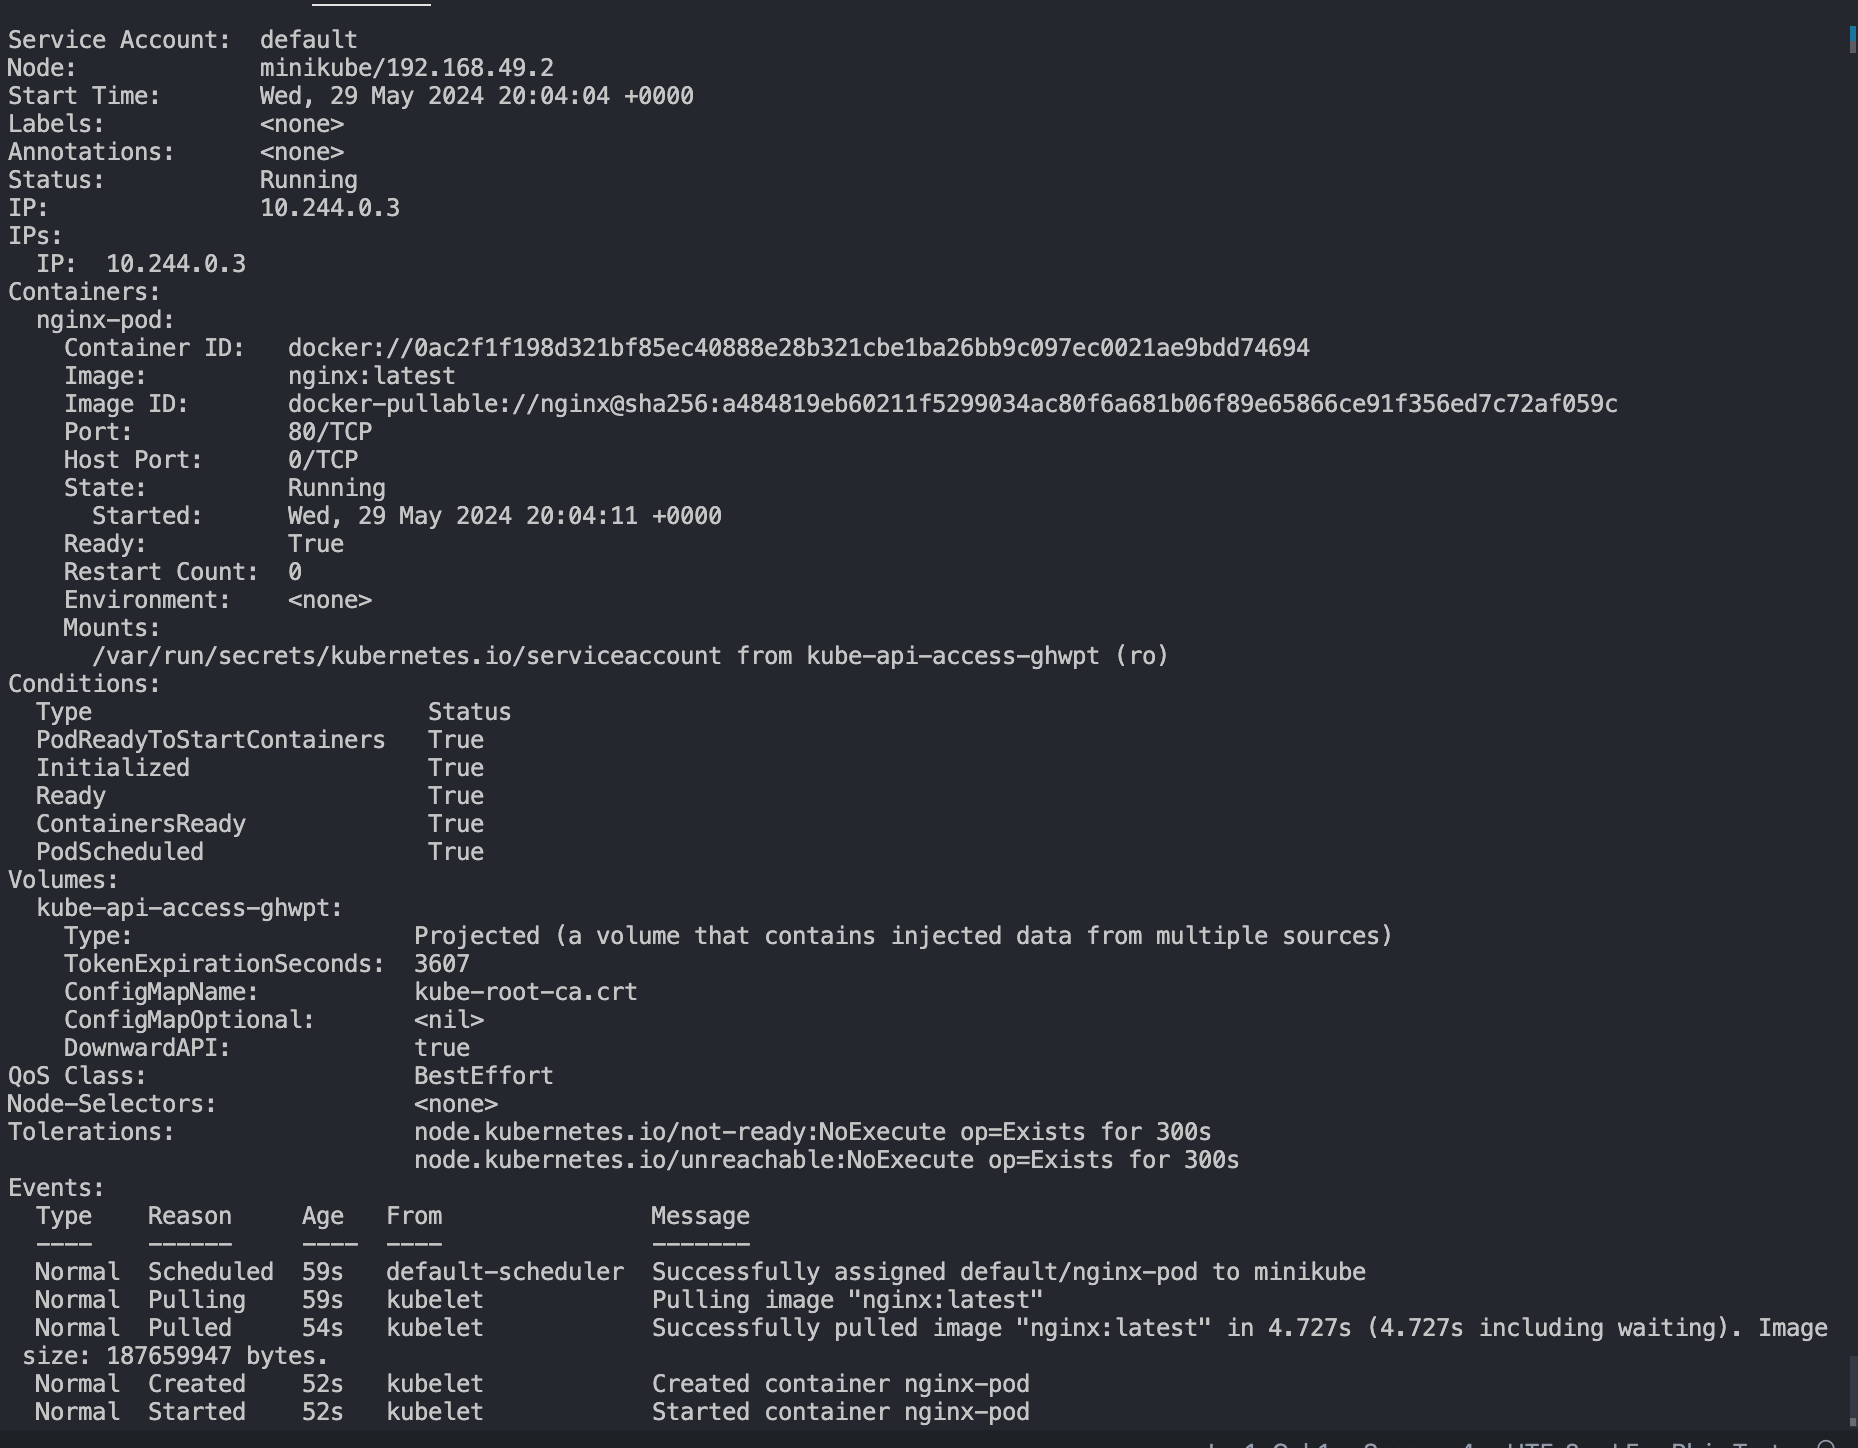 Service Account:  default
Node:             minikube/192.168.49.2
Start Time:       Wed, 29 May 2024 20:04:04 +0000
Labels:           <none>
Annotations:      <none>
Status:           Running
IP:               10.244.0.3
IPs:
  IP:  10.244.0.3
Containers:
  nginx-pod:
    Container ID:   docker://0ac2f1f198d321bf85ec40888e28b321cbe1ba26bb9c097ec0021ae9bdd74694
    Image:          nginx:latest
    Image ID:       docker-pullable://nginx@sha256:a484819eb60211f5299034ac80f6a681b06f89e65866ce91f356ed7c72af059c
    Port:           80/TCP
    Host Port:      0/TCP
    State:          Running
      Started:      Wed, 29 May 2024 20:04:11 +0000
    Ready:          True
    Restart Count:  0
    Environment:    <none>
    Mounts:
      /var/run/secrets/kubernetes.io/serviceaccount from kube-api-access-ghwpt (ro)
Conditions:
  Type                        Status
  PodReadyToStartContainers   True
  Initialized                 True
  Ready                       True
  ContainersReady             True
  PodScheduled                True
Volumes:
  kube-api-access-ghwpt:
    Type:                    Projected (a volume that contains injected data from multiple sources)
    TokenExpirationSeconds:  3607
    ConfigMapName:           kube-root-ca.crt
    ConfigMapOptional:       <nil>
    DownwardAPI:             true
QoS Class:                   BestEffort
Node-Selectors:              <none>
Tolerations:                 node.kubernetes.io/not-ready:NoExecute op=Exists for 300s
                             node.kubernetes.io/unreachable:NoExecute op=Exists for 300s
Events:
  Type    Reason     Age   From               Message
  ----    ------     ----  ----               -------
  Normal  Scheduled  59s   default-scheduler  Successfully assigned default/nginx-pod to minikube
  Normal  Pulling    59s   kubelet            Pulling image "nginx:latest"
  Normal  Pulled     54s   kubelet            Successfully pulled image "nginx:latest" in 4.727s (4.727s including waiting). Image
 size: 187659947 bytes.
  Normal  Created    52s   kubelet            Created container nginx-pod
  Normal  Started    52s   kubelet            Started container nginx-pod